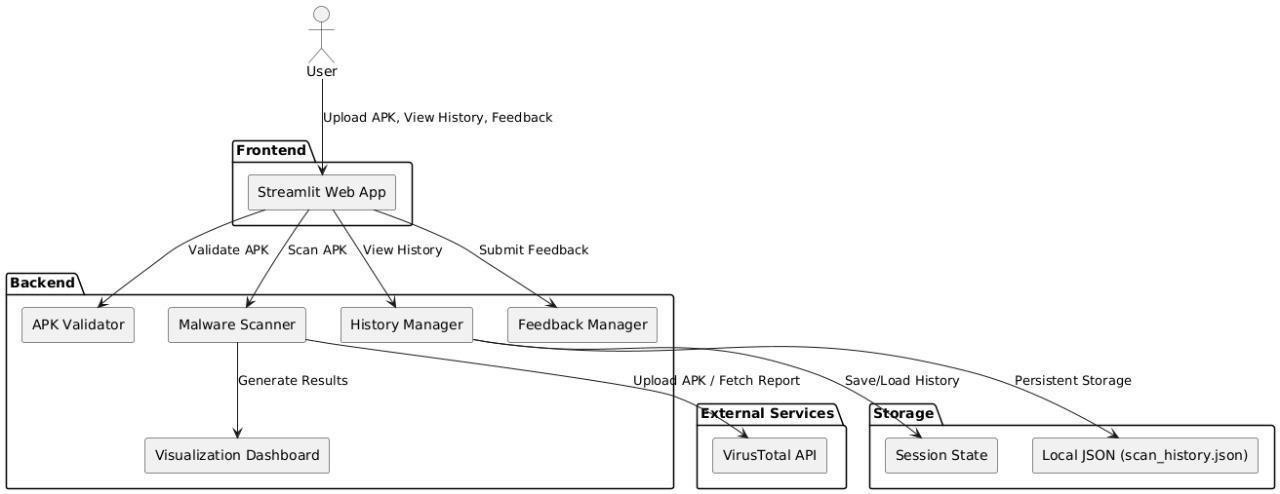 User
Upload APK, View History, Feedback
Frontend
Streamlit Web App
Validate APK
Scan APK
View History
Submit Feedback
Backend
APK Validator
Malware Scanner
History Manager
Feedback Manager
Generate Results
Upload APK / Fetch Report
Save/Load History
Persistent Storage
External Services
Storage
Visualization Dashboard
VirusTotal API
Session State
Local JSON (scan_history.json)